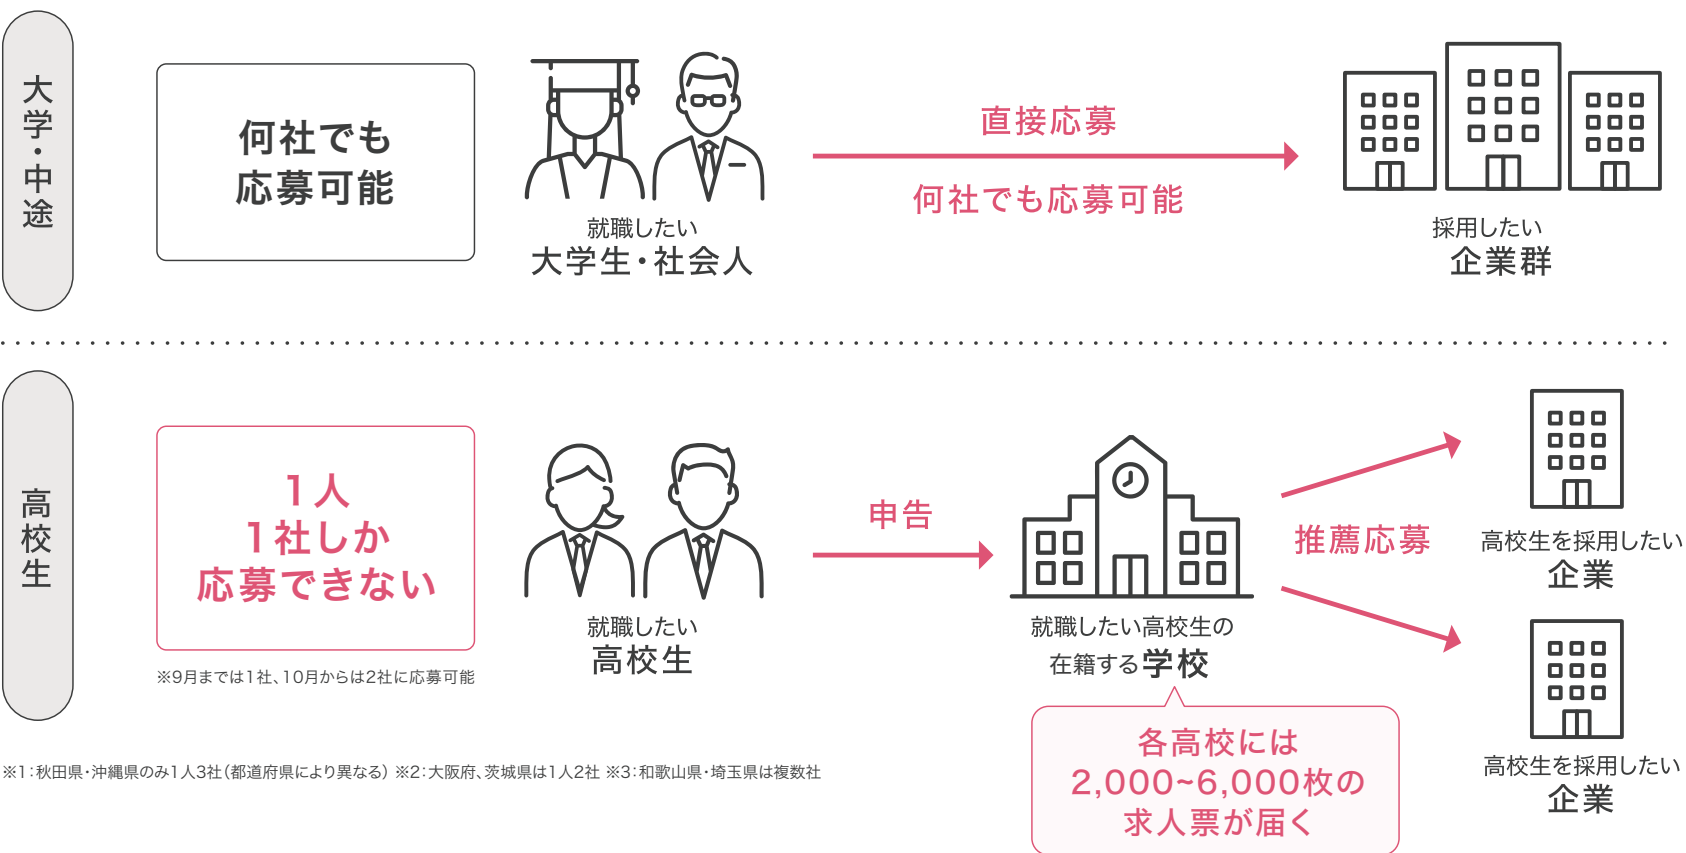 大学・中途
何社でも
応募可能
就職したい
大学生・社会人
直接応募
何社でも応募可能
採用したい
企業群
高校生
1人
1社しか
応募できない
※9月までは1社、10月からは2社に応募可能
就職したい
高校生
申告
就職したい高校生の
在籍する学校
各高校には
2,000~6,000枚の
求人票が届く
推薦応募
高校生を採用したい
企業
高校生を採用したい
企業
※1：秋田県・沖縄県のみ1人3社（都道府県により異なる） ※2：大阪府、茨城県は1人2社 ※3：和歌山県・埼玉県は複数社